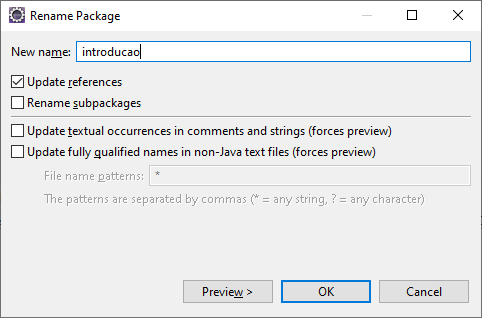 Rename Package
New name: introducao
Update references
Rename subpackages
Update textual occurrences in comments and strings (forces preview)
Update fully qualified names in non-Java text files (forces preview)
File name patterns: *
The patterns are separated by commas (* = any string, ? = any character)
Preview > OK Cancel